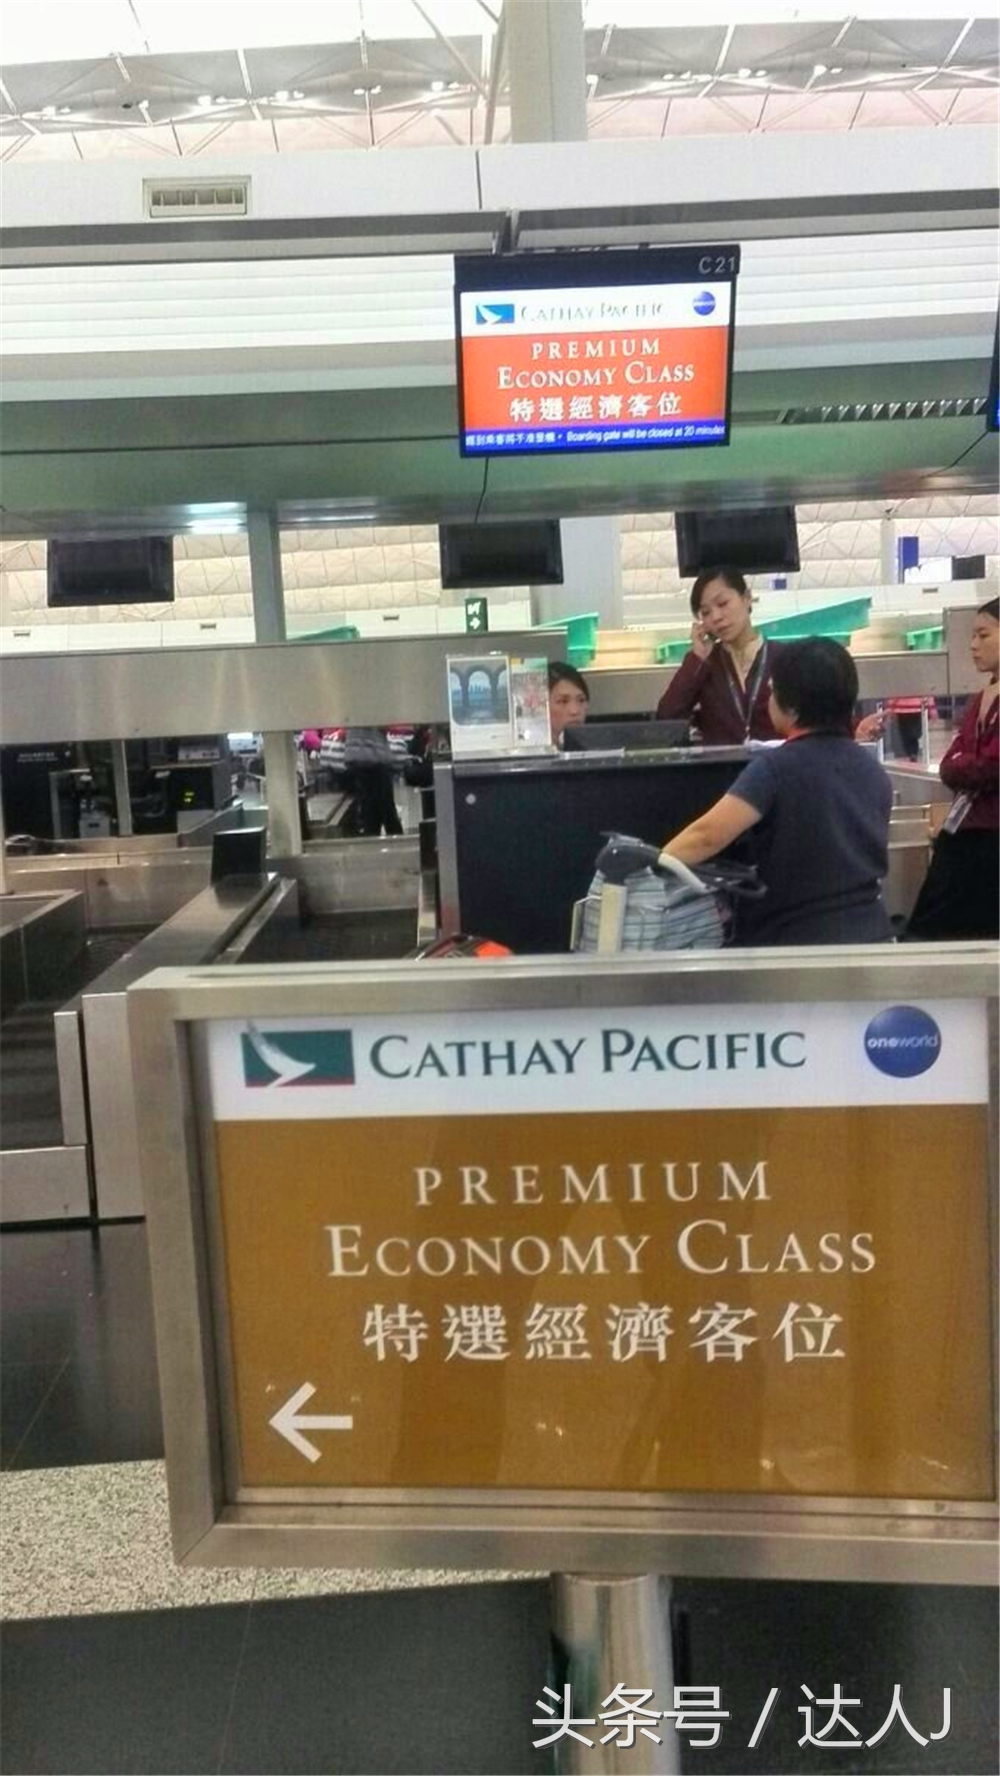 C21
CATHAY PACIFIC
PREMIUM
ECONOMY CLASS
特選經濟客位
Boarding gate will be closed at 20 minutes
CATHAY PACIFIC
oneworld
PREMIUM
ECONOMY CLASS
特選經濟客位
头条号 / 达人J